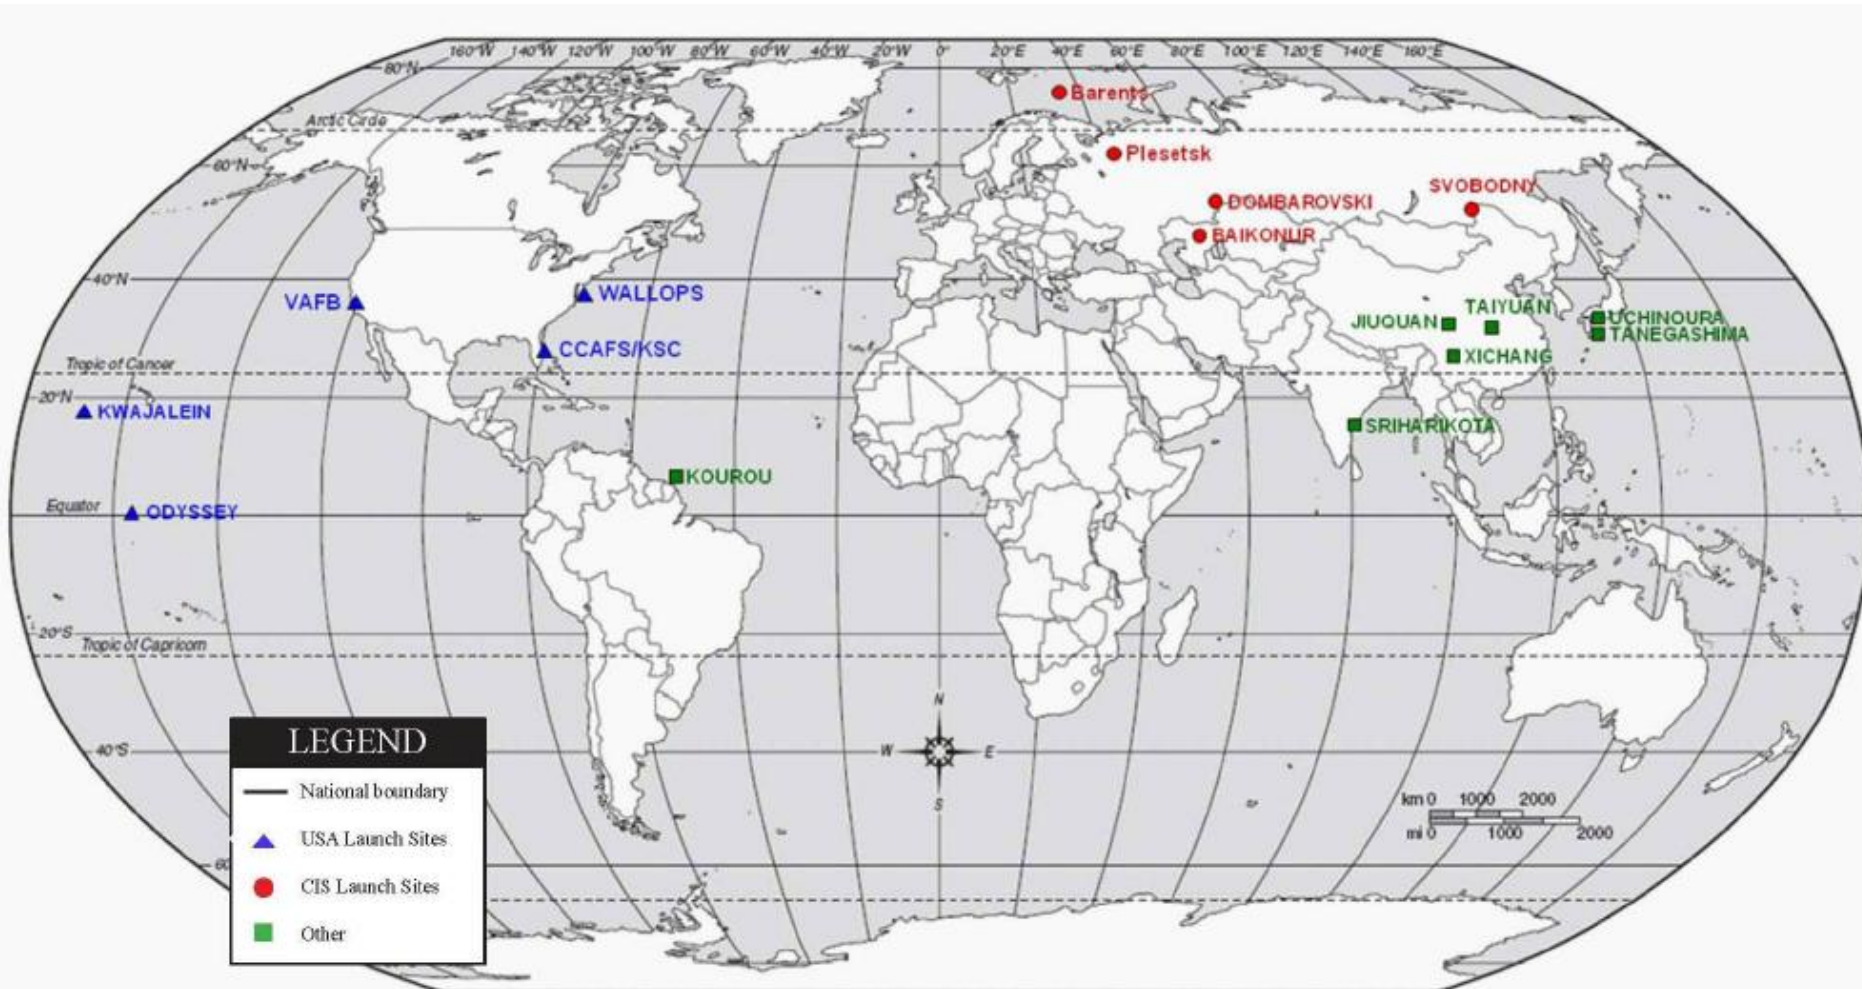 160°W 140°W 120°W 100°W 80°W 60°W 40°W 20°W 0° 20°E 40°E 60°E 80°E 100°E 120°E 140°E 160°E
80°N
Barents
Arctic Circle
Plesetsk
60°N
SVOBODNY
DOMBAROVSKI
BAIKONUR
40°N
VAFB
WALLOPS
TAIYUAN
JIUQUAN
UCHINOURA
TANEGASHIMA
CCAFS/KSC
XICHANG
Tropic of Cancer
20°N
KWAJALEIN
SRIHARIKOTA
KOUROU
Equator
ODYSSEY
20°S
Tropic of Capricorn
N
W E
S
40°S
LEGEND
National boundary
USA Launch Sites
CIS Launch Sites
Other
km 0 1000 2000
mi 0 1000 2000
60